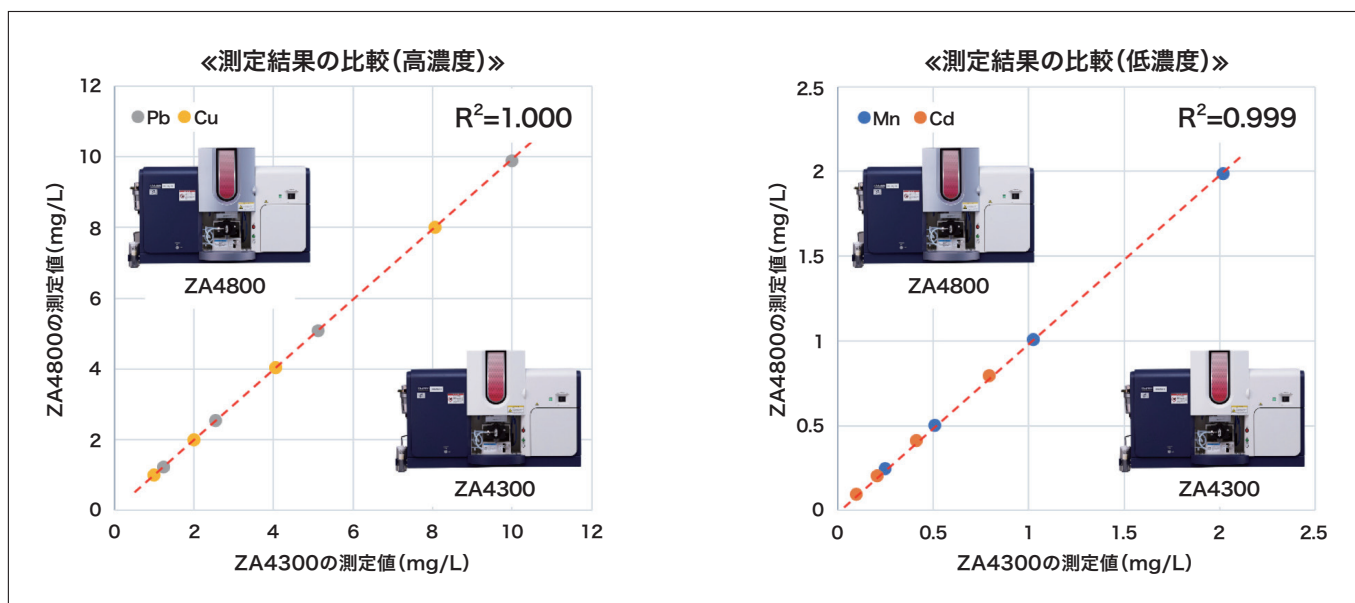 ≪測定結果の比較(高濃度)≫
12
10
8
6
4
2
0
ZA4800の測定値(mg/L)
Pb Cu
R²=1.000
ZA4800
ZA4300
0 2 4 6 8 10 12
ZA4300の測定値(mg/L)
≪測定結果の比較(低濃度)≫
2.5
2
1.5
1
0.5
0
ZA4800の測定値(mg/L)
Mn Cd
R²=0.999
ZA4800
ZA4300
0 0.5 1 1.5 2 2.5
ZA4300の測定値(mg/L)